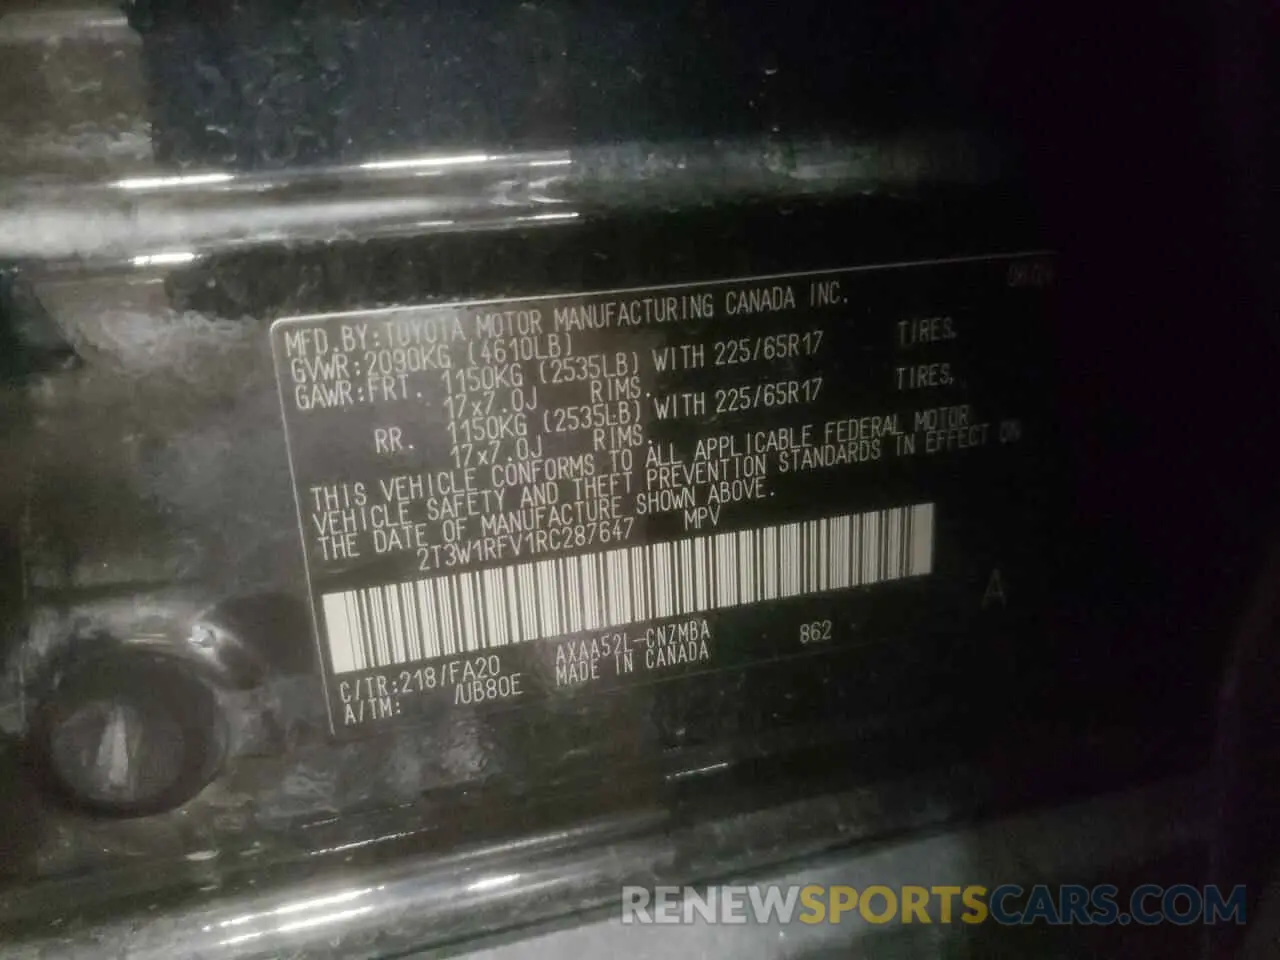 MFD.BY:TOYOTA MOTOR MANUFACTURING CANADA INC.
GVWR:2090KG (4610LB)
GAWR:FRT. 1150KG (2535LB) WITH 225/65R17 TIRES,
17x7.0J RIMS.
RR. 1150KG (2535LB) WITH 225/65R17 TIRES,
17x7.0J RIMS.
THIS VEHICLE CONFORMS TO ALL APPLICABLE FEDERAL MOTOR
VEHICLE SAFETY AND THEFT PREVENTION STANDARDS IN EFFECT ON
THE DATE OF MANUFACTURE SHOWN ABOVE.
2T3W1RFV1RC287647 MPV
A
C/TR:218/FA20 AXAA52L-CNZMBA 862
A/TM: /UB80E MADE IN CANADA
RENEWSPORTSCARS.COM